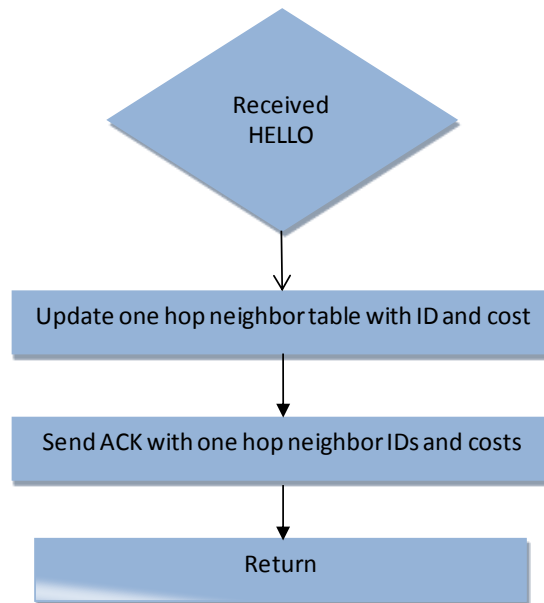 Received
HELLO
Update one hop neighbor table with ID and cost
Send ACK with one hop neighbor IDs and costs
Return